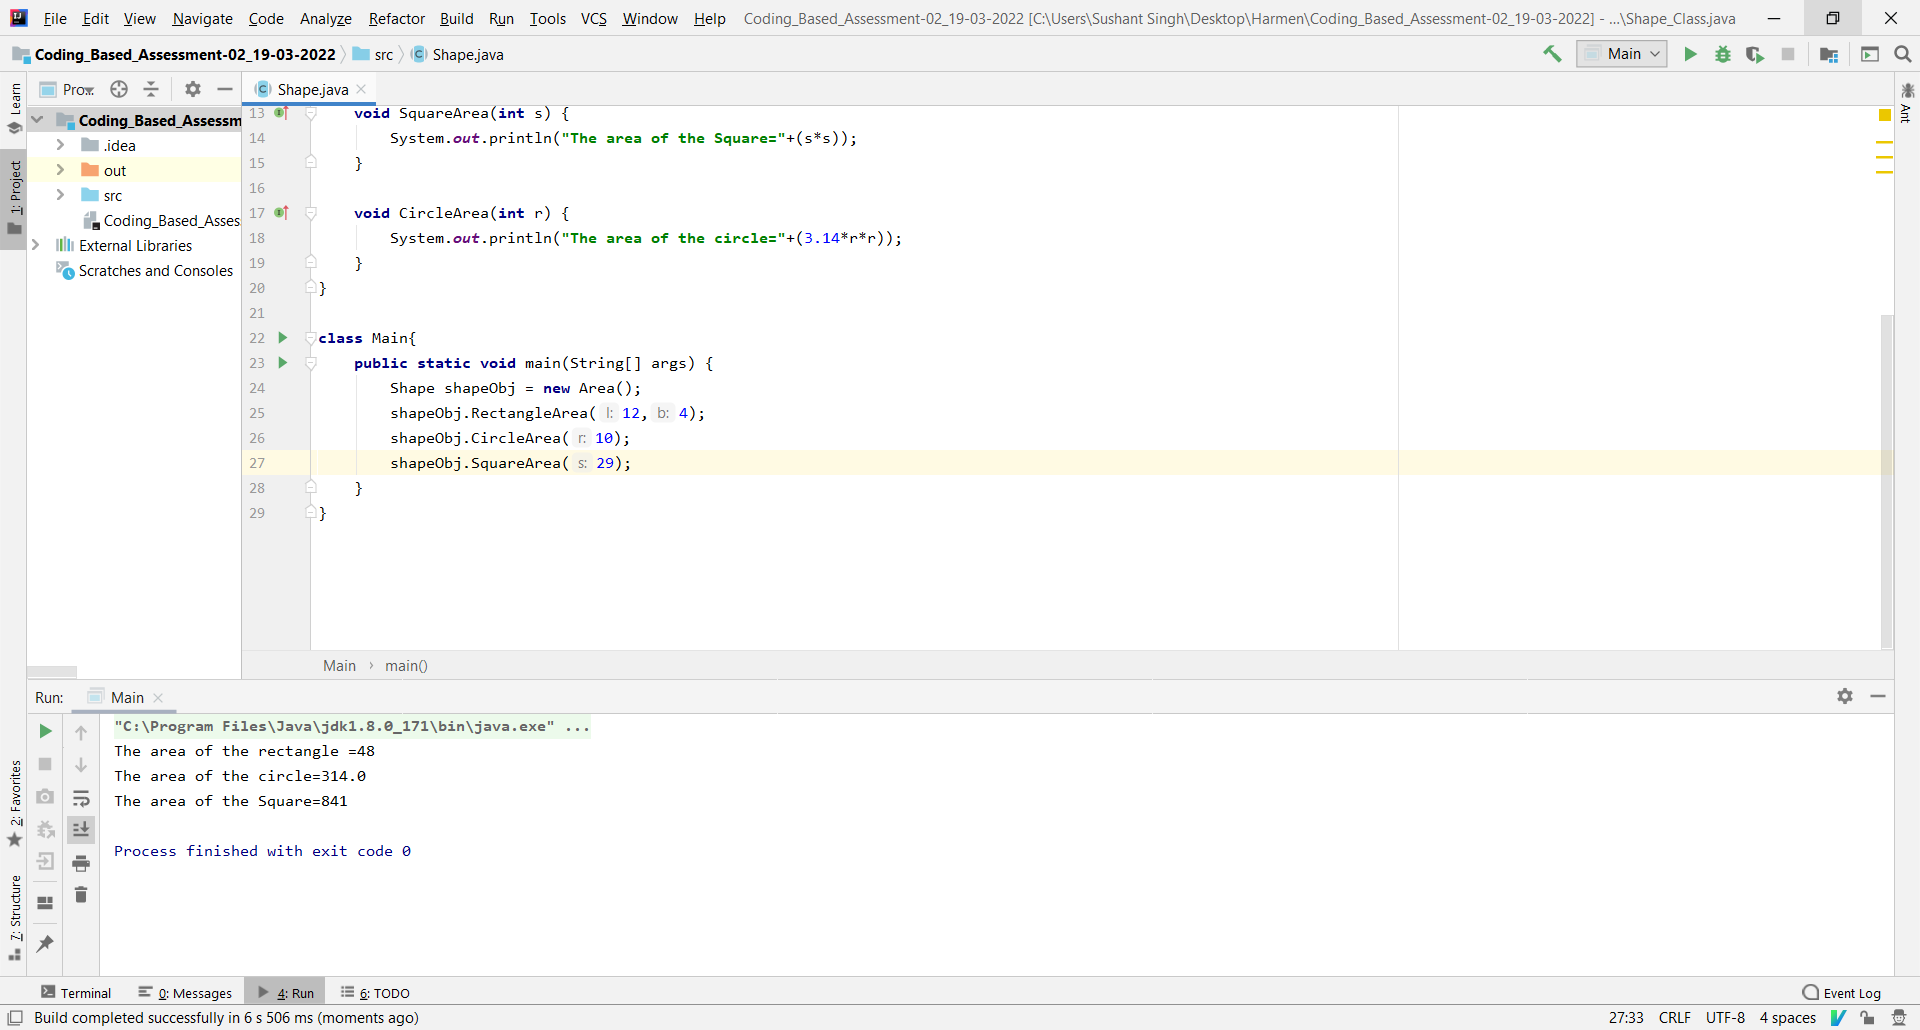 File Edit View Navigate Code Analyze Refactor Build Run Tools VCS Window Help Coding_Based_Assessment-02_19-03-2022 [C:\Users\Sushant Singh\Desktop\Harmen\Coding_Based_Assessment-02_19-03-2022] - ...\Shape_Class.java
Coding_Based_Assessment-02_19-03-2022 src Shape.java Main
Learn
1: Project
2: Favorites
7: Structure
Ant
Pro
Coding_Based_Assessm
.idea
out
src
Coding_Based_Asses
External Libraries
Scratches and Consoles
Shape.java
13 void SquareArea(int s) {
14 System.out.println("The area of the Square="+(s*s));
15 }
16
17 void CircleArea(int r) {
18 System.out.println("The area of the circle="+(3.14*r*r));
19 }
20 }
21
22 class Main{
23 public static void main(String[] args) {
24 Shape shapeObj = new Area();
25 shapeObj.RectangleArea( l: 12, b: 4);
26 shapeObj.CircleArea( r: 10);
27 shapeObj.SquareArea( s: 29);
28 }
29 }
Main › main()
Run: Main
"C:\Program Files\Java\jdk1.8.0_171\bin\java.exe" ...
The area of the rectangle =48
The area of the circle=314.0
The area of the Square=841
Process finished with exit code 0
Terminal 0: Messages 4: Run 6: TODO Event Log
Build completed successfully in 6 s 506 ms (moments ago) 27:33 CRLF UTF-8 4 spaces